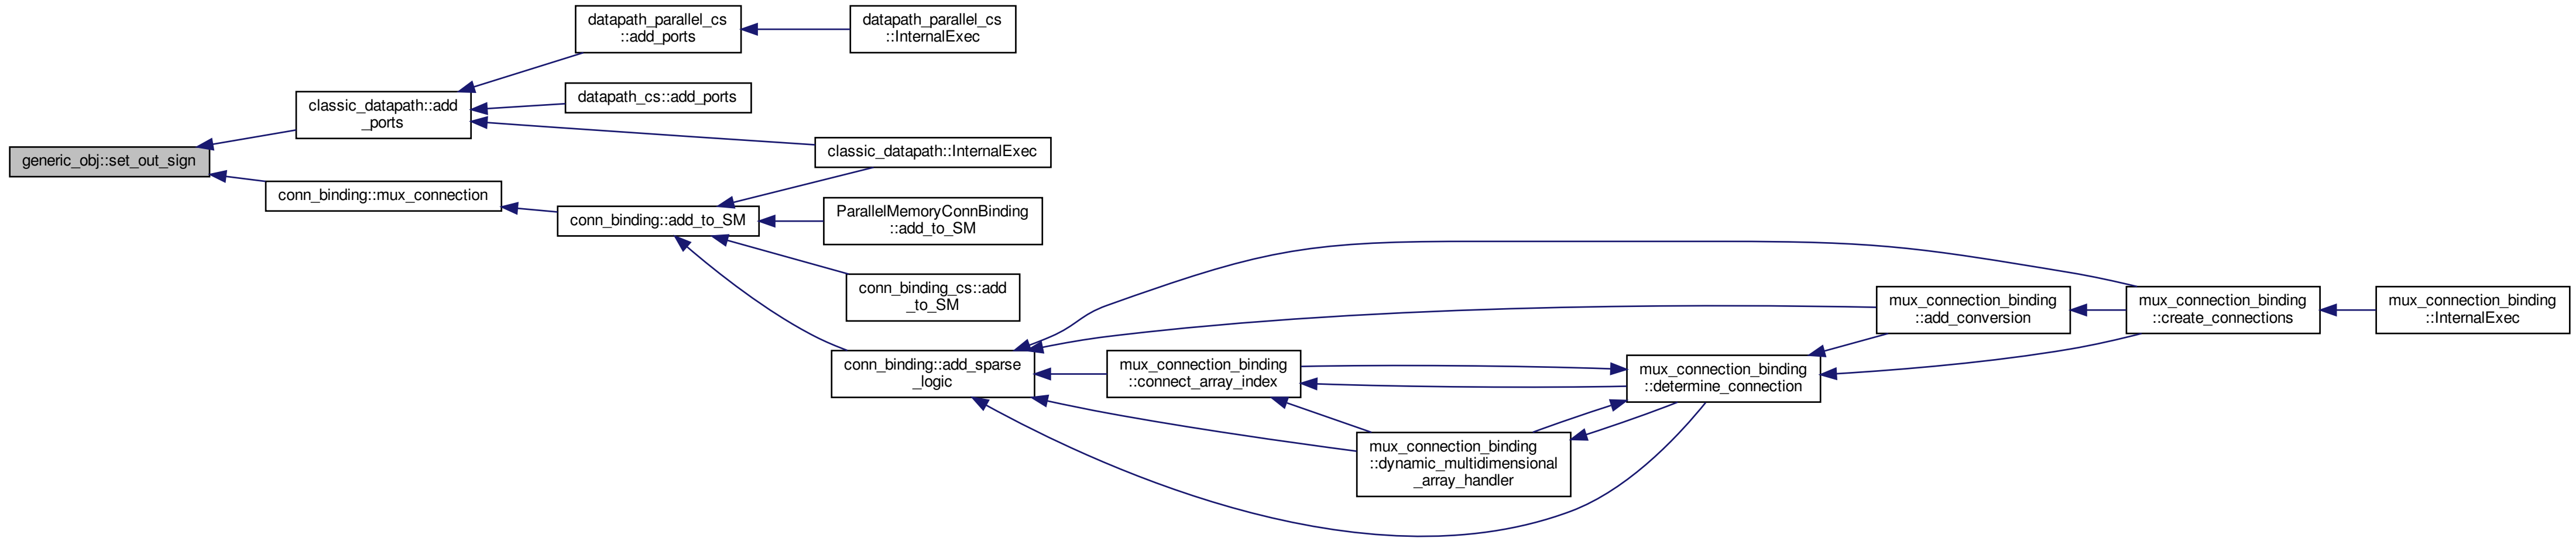 datapath_parallel_cs
::add_ports
datapath_parallel_cs
::InternalExec
classic_datapath::add
_ports
datapath_cs::add_ports
generic_obj::set_out_sign
classic_datapath::InternalExec
conn_binding::mux_connection
conn_binding::add_to_SM
ParallelMemoryConnBinding
::add_to_SM
conn_binding_cs::add
_to_SM
conn_binding::add_sparse
_logic
mux_connection_binding
::connect_array_index
mux_connection_binding
::dynamic_multidimensional
_array_handler
mux_connection_binding
::determine_connection
mux_connection_binding
::add_conversion
mux_connection_binding
::create_connections
mux_connection_binding
::InternalExec